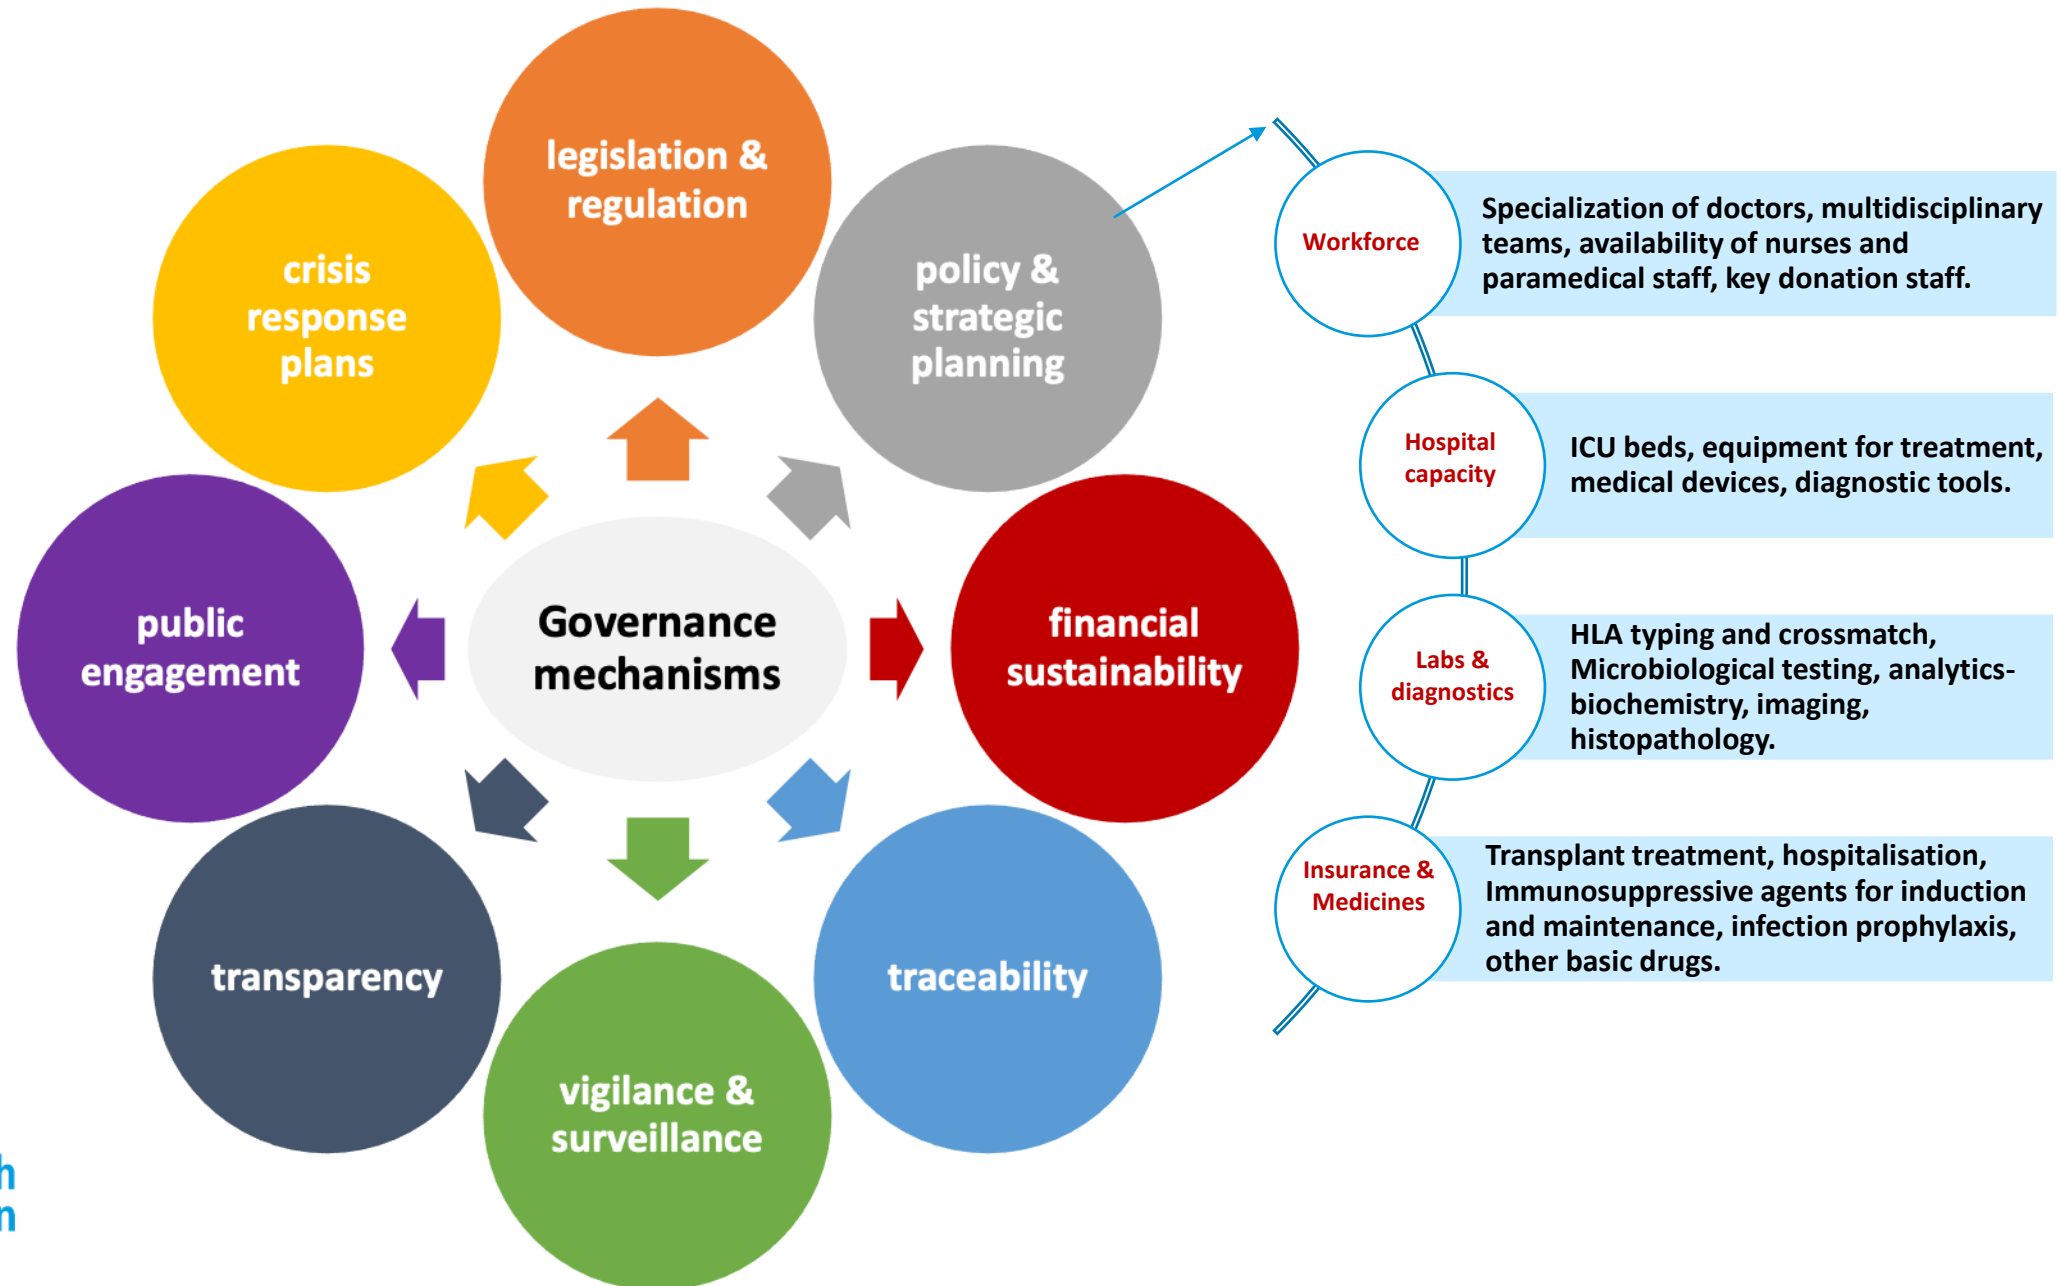 legislation &
regulation
policy &
strategic
planning
financial
sustainability
traceability
vigilance &
surveillance
transparency
public
engagement
crisis
response
plans
Governance
mechanisms
Workforce
Specialization of doctors, multidisciplinary
teams, availability of nurses and
paramedical staff, key donation staff.
Hospital
capacity
ICU beds, equipment for treatment,
medical devices, diagnostic tools.
Labs &
diagnostics
HLA typing and crossmatch,
Microbiological testing, analytics-
biochemistry, imaging,
histopathology.
Insurance &
Medicines
Transplant treatment, hospitalisation,
Immunosuppressive agents for induction
and maintenance, infection prophylaxis,
other basic drugs.
h
n